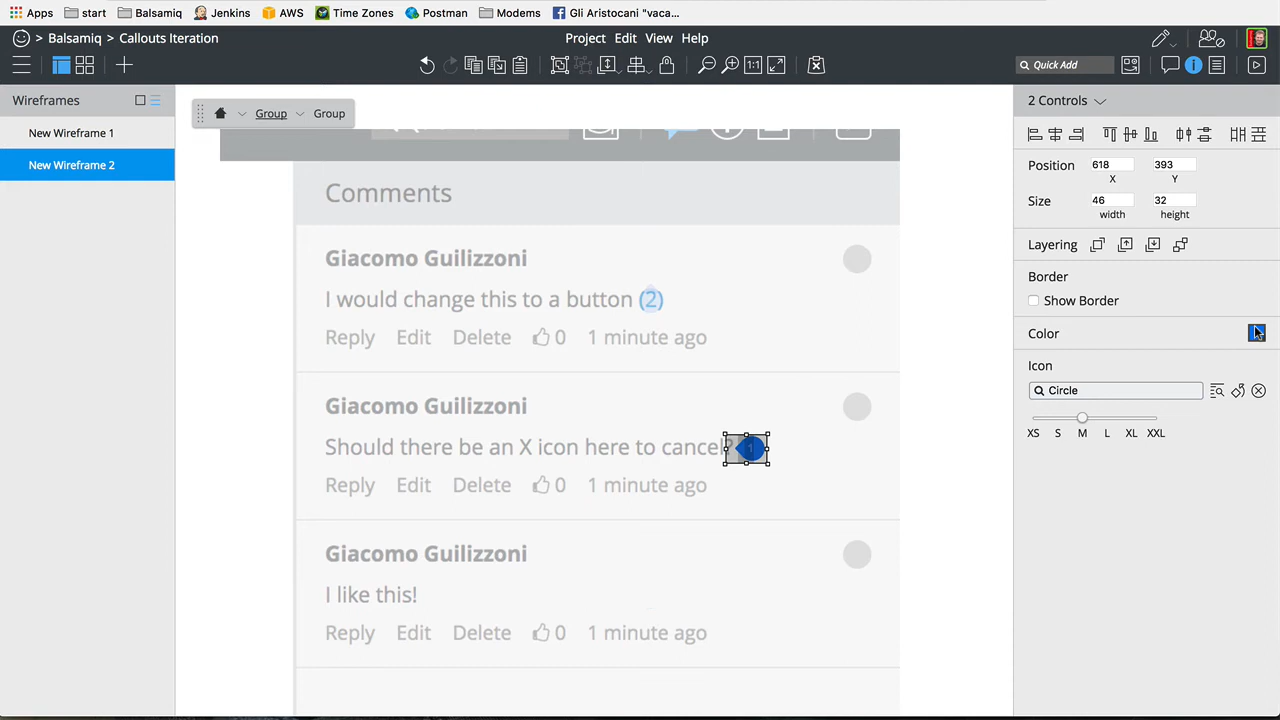 Apps start Balsamiq Jenkins AWS Time Zones Postman Modems Gli Aristocani "vaca...
Balsamiq > Callouts Iteration Project Edit View Help
Quick Add
Wireframes
New Wireframe 1
New Wireframe 2
Group Group
Comments
Giacomo Guilizzoni
I would change this to a button (2)
Reply Edit Delete 0 1 minute ago
Giacomo Guilizzoni
Should there be an X icon here to cancel? 1
Reply Edit Delete 0 1 minute ago
Giacomo Guilizzoni
I like this!
Reply Edit Delete 0 1 minute ago
2 Controls
Position 618 393
X Y
Size 46 32
width height
Layering
Border
Show Border
Color
Icon
Circle
XS S M L XL XXL
1:1